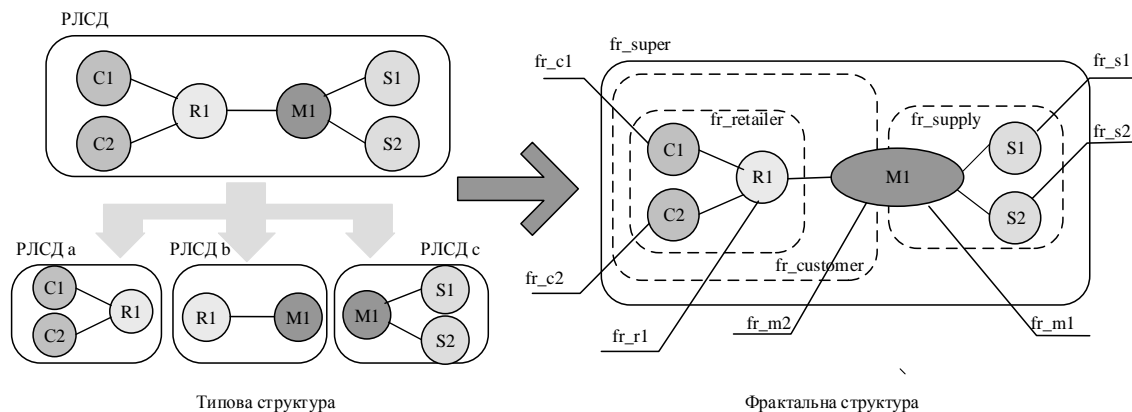 РЛСД
C1
C2
R1
M1
S1
S2
РЛСД a
РЛСД b
РЛСД c
C1
C2
R1
R1
M1
M1
S1
S2
Типова структура
fr_super
fr_c1
fr_s1
fr_retailer
fr_supply
fr_s2
C1
C2
R1
M1
S1
S2
fr_customer
fr_c2
fr_r1
fr_m2
fr_m1
Фрактальна структура